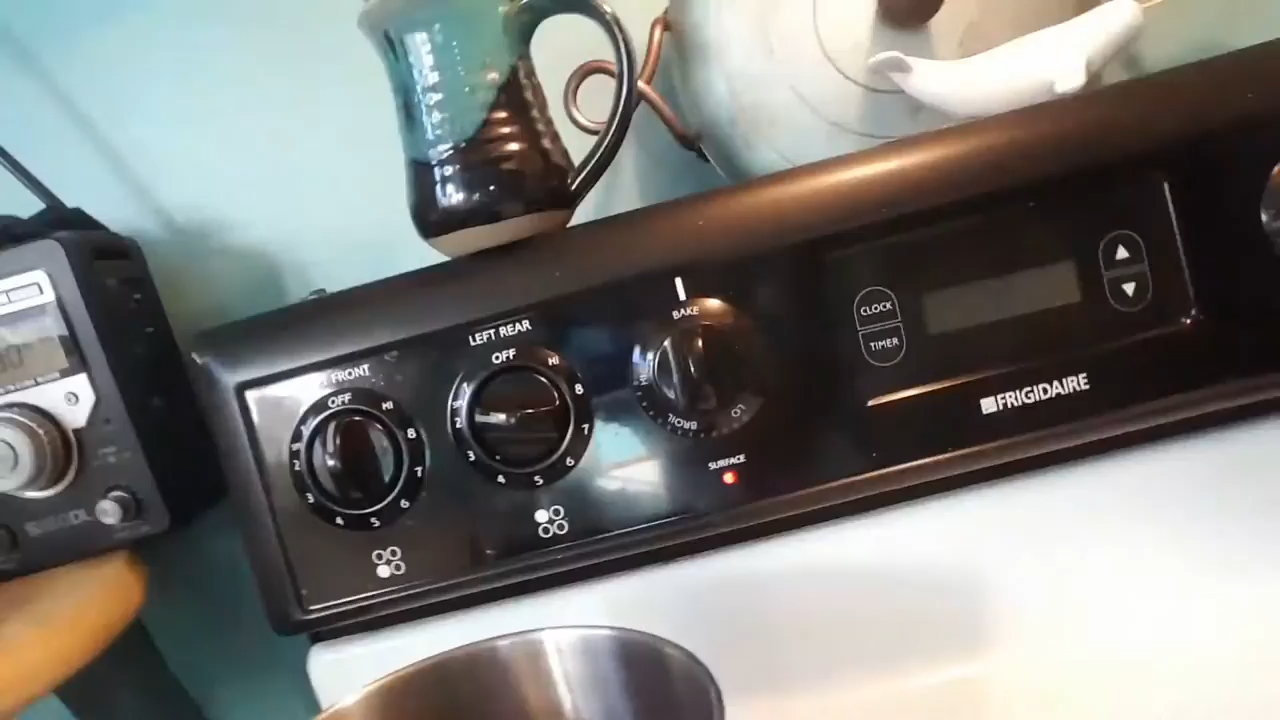 FRONT
OFF
HI
8
7
6
5
4
3
2
LEFT REAR
OFF
HI
8
7
6
5
4
3
2
BAKE
BROIL
LO
SURFACE
CLOCK
TIMER
FRIGIDAIRE